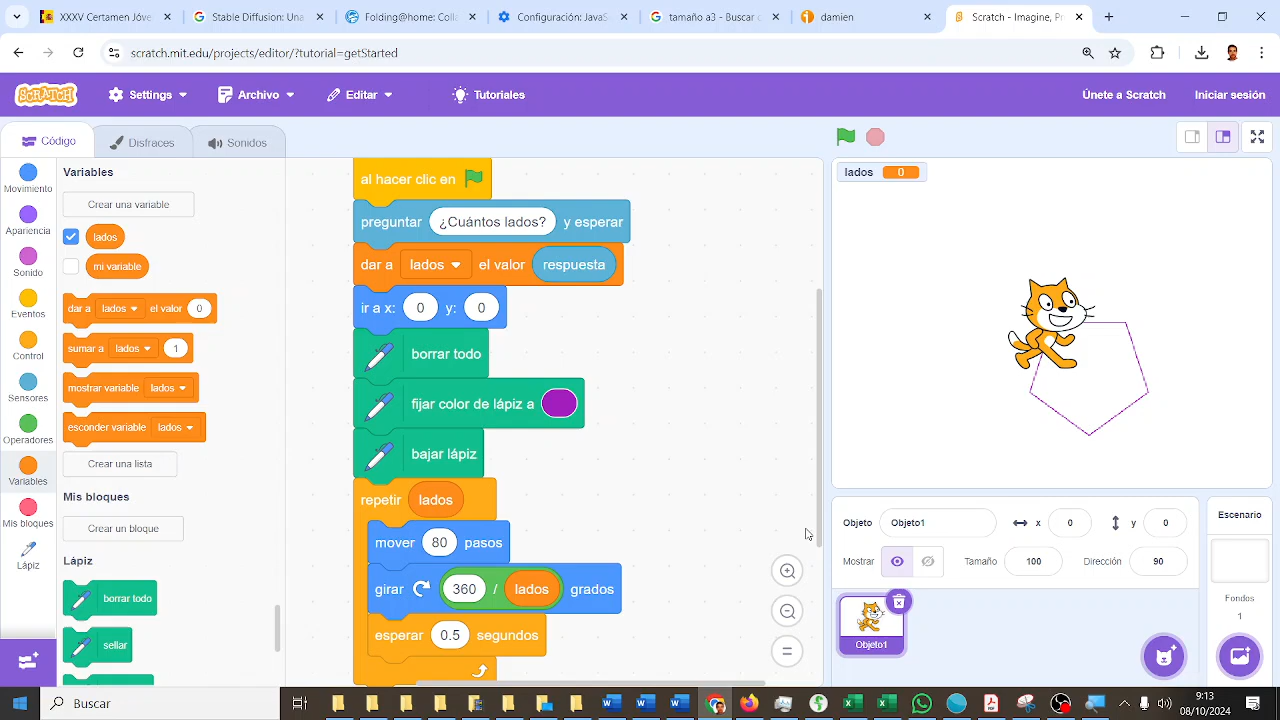 XXXV Certamen Jóve
Stable Diffusion: Una
Folding@home: Coll
Configuración: JavaS
tamaño a3 - Buscar c
damien
Scratch - Imagine, Pr
scratch.mit.edu/projects/editor/?tutorial=getStarted
SCRATCH
Settings
Archivo
Editar
Tutoriales
Únete a Scratch
Iniciar sesión
Código
Disfraces
Sonidos
Movimiento
Apariencia
Sonido
Eventos
Control
Sensores
Operadores
Variables
Mis bloques
Lápiz
Variables
Crear una variable
lados
mi variable
dar a lados el valor 0
sumar a lados 1
mostrar variable lados
esconder variable lados
Crear una lista
Mis bloques
Crear un bloque
Lápiz
borrar todo
sellar
al hacer clic en
preguntar ¿Cuántos lados? y esperar
dar a lados el valor respuesta
ir a x: 0 y: 0
borrar todo
fijar color de lápiz a
bajar lápiz
repetir lados
mover 80 pasos
girar 360 / lados grados
esperar 0.5 segundos
lados 0
Objeto Objeto1 x 0 y 0
Mostrar Tamaño 100 Dirección 90
Objeto1
Escenario
Fondos
1
Buscar
9:13
08/10/2024